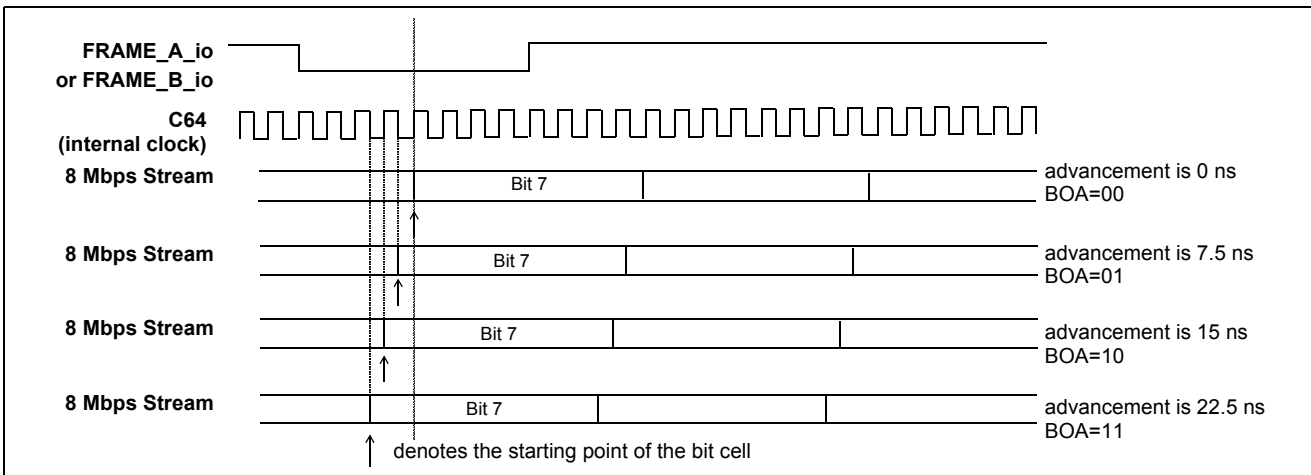 FRAME_A_io
or FRAME_B_io
C64
(internal clock)
8 Mbps Stream
Bit 7
advancement is 0 ns
BOA=00
8 Mbps Stream
Bit 7
advancement is 7.5 ns
BOA=01
8 Mbps Stream
Bit 7
advancement is 15 ns
BOA=10
8 Mbps Stream
Bit 7
advancement is 22.5 ns
BOA=11
denotes the starting point of the bit cell